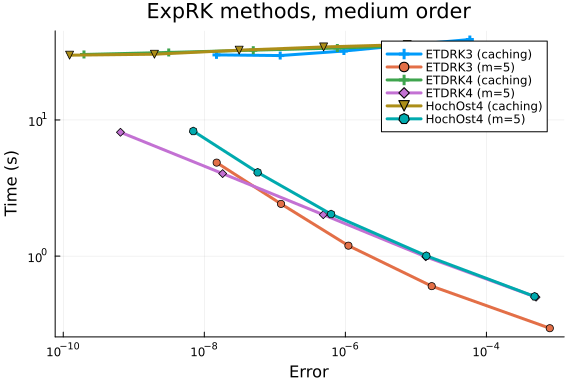 ExpRK methods, medium order
ETDRK3 (caching)
ETDRK3 (m=5)
ETDRK4 (caching)
ETDRK4 (m=5)
HochOst4 (caching)
HochOst4 (m=5)
Time (s)
10¹
10⁰
10⁻¹⁰
10⁻⁸
10⁻⁶
10⁻⁴
Error